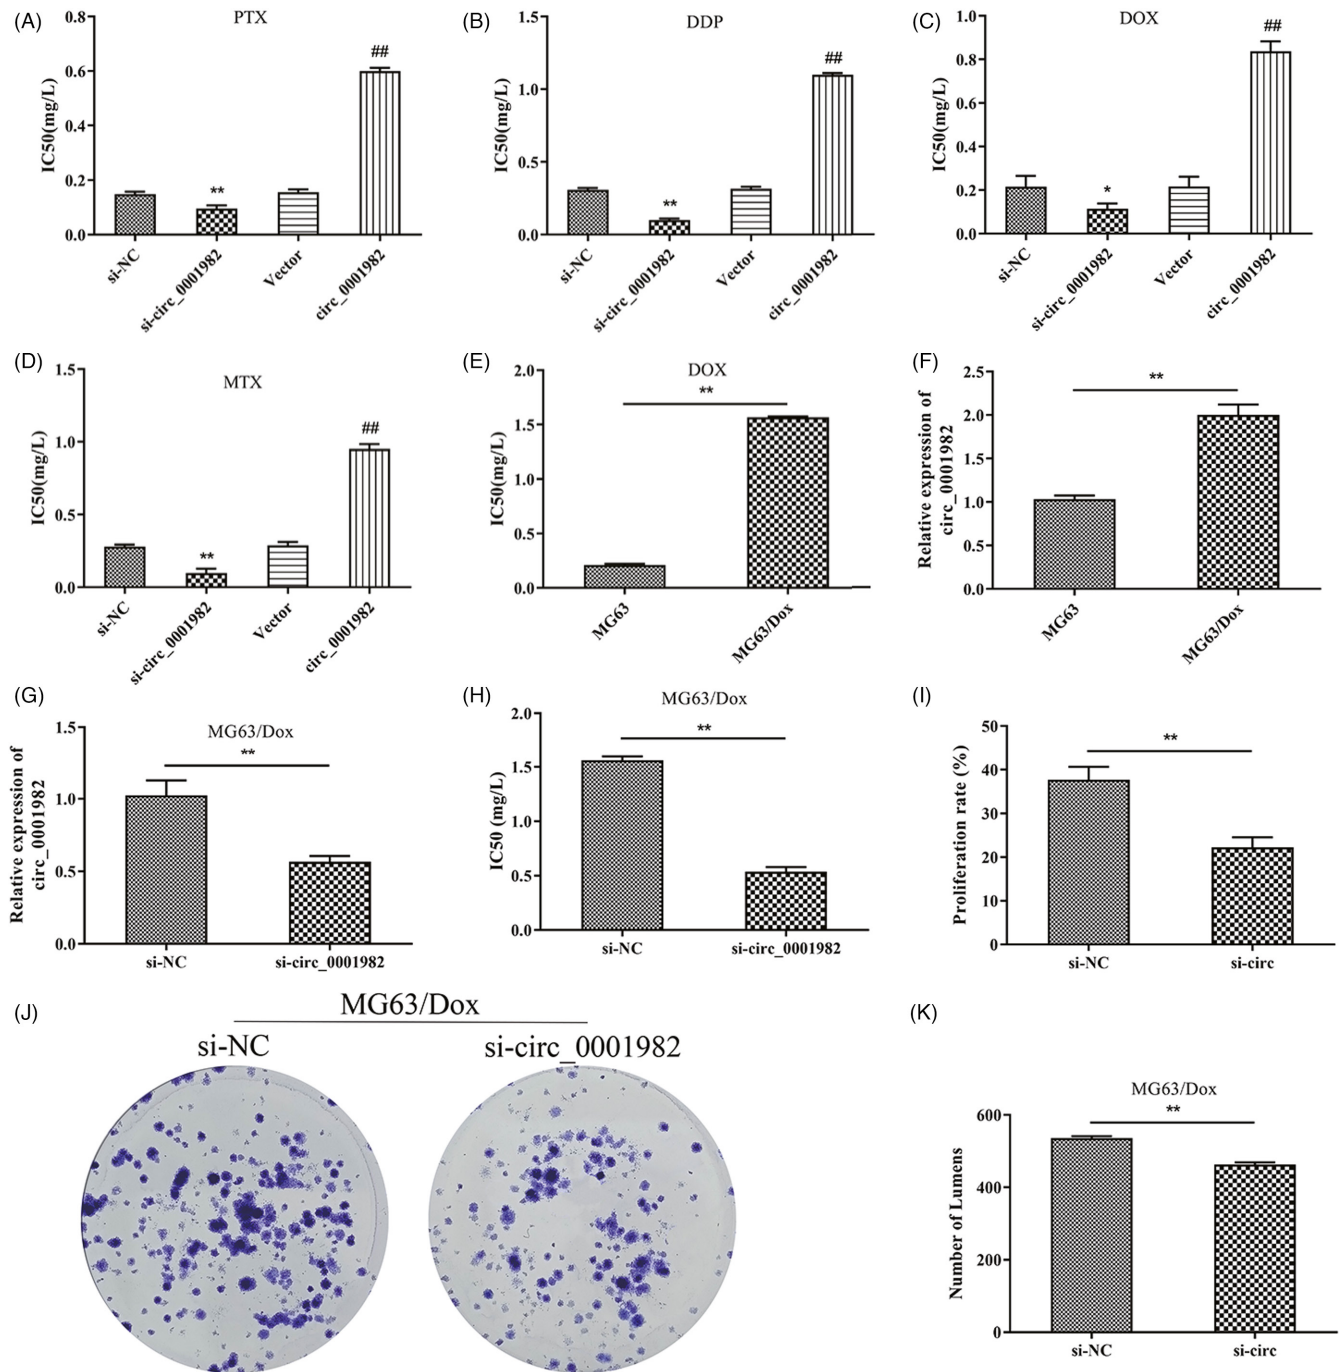 (A)
PTX
IC50(mg/L)
0.8
0.6
0.4
0.2
0.0
**
##
si-NC
si-circ_0001982
Vector
circ_0001982
(B)
DDP
IC50(mg/L)
1.5
1.0
0.5
0.0
**
##
si-NC
si-circ_0001982
Vector
circ_0001982
(C)
DOX
IC50(mg/L)
1.0
0.8
0.6
0.4
0.2
0.0
*
##
si-NC
si-circ_0001982
Vector
circ_0001982
(D)
MTX
IC50(mg/L)
1.5
1.0
0.5
0.0
**
##
si-NC
si-circ_0001982
Vector
circ_0001982
(E)
DOX
**
IC50(mg/L)
2.0
1.5
1.0
0.5
0.0
MG63
MG63/Dox
(F)
**
Relative expression of
circ_0001982
2.5
2.0
1.5
1.0
0.5
0.0
MG63
MG63/Dox
(G)
MG63/Dox
**
Relative expression of
circ_0001982
1.5
1.0
0.5
0.0
si-NC
si-circ_0001982
(H)
MG63/Dox
**
IC50 (mg/L)
2.0
1.5
1.0
0.5
0.0
si-NC
si-circ_0001982
(I)
**
Proliferation rate (%)
50
40
30
20
10
0
si-NC
si-circ
(J)
MG63/Dox
si-NC
si-circ_0001982
(K)
MG63/Dox
**
Number of Lumens
600
400
200
0
si-NC
si-circ